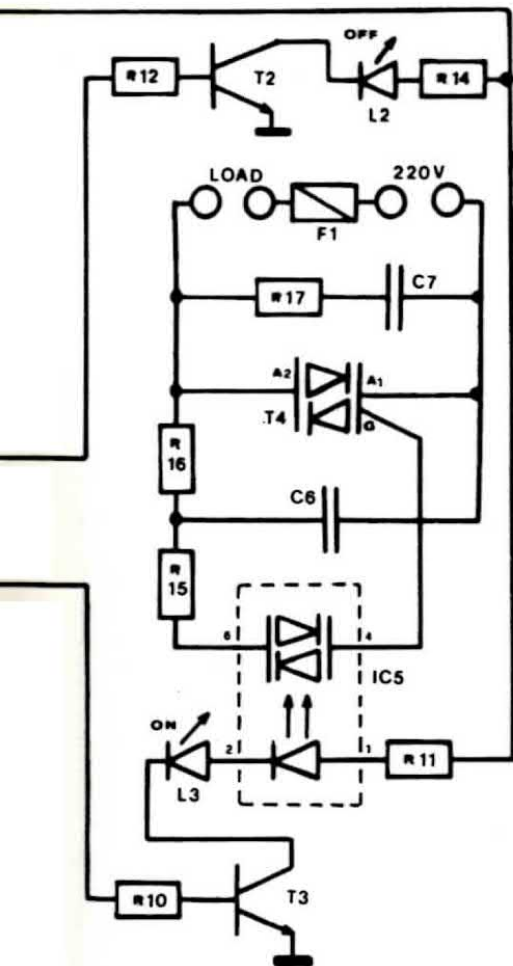 OFF
R12 T2 R14
L2
LOAD 220V
F1
R17 C7
A2 A1
T4 G
R
16
C6
R
15
6 4
IC5
ON
2 1
L3 R11
R10 T3